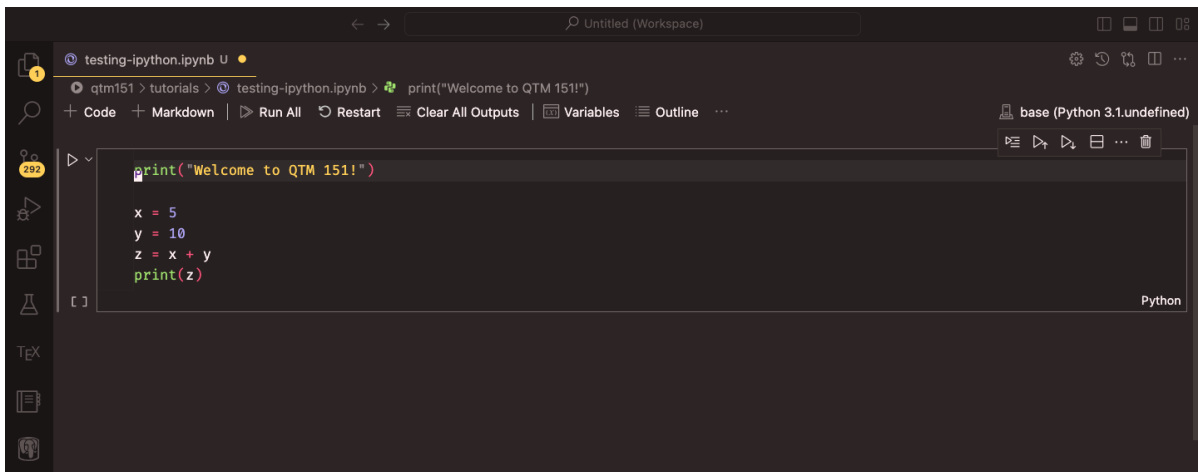 Untitled (Workspace)
testing-ipython.ipynb U
1
qtm151 > tutorials > testing-ipython.ipynb > print("Welcome to QTM 151!")
+ Code + Markdown | Run All Restart Clear All Outputs | Variables Outline ...
base (Python 3.1.undefined)
292
print("Welcome to QTM 151!")
x = 5
y = 10
z = x + y
print(z)
[ ]
Python
TEX